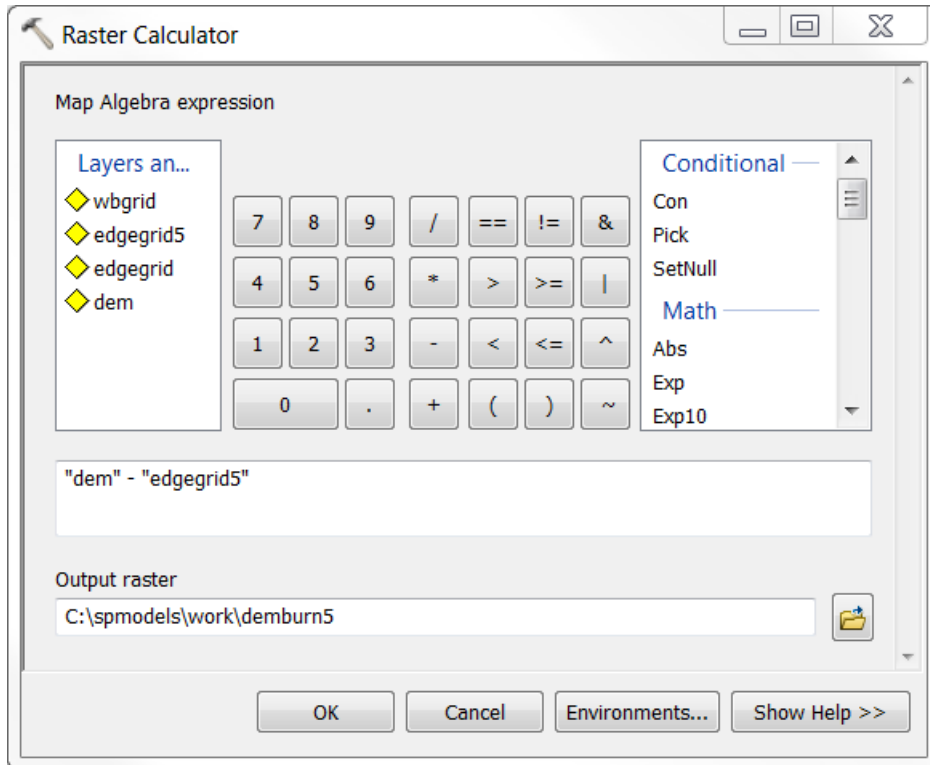 Raster Calculator
Map Algebra expression
Layers an...
wbgrid
edgegrid5
edgegrid
dem
7 8 9 / == != &
4 5 6 * > >= |
1 2 3 - < <= ^
0 . + ( ) ~
Conditional
Con
Pick
SetNull
Math
Abs
Exp
Exp10
"dem" - "edgegrid5"
Output raster
C:\spmodels\work\demburn5
OK Cancel Environments... Show Help >>